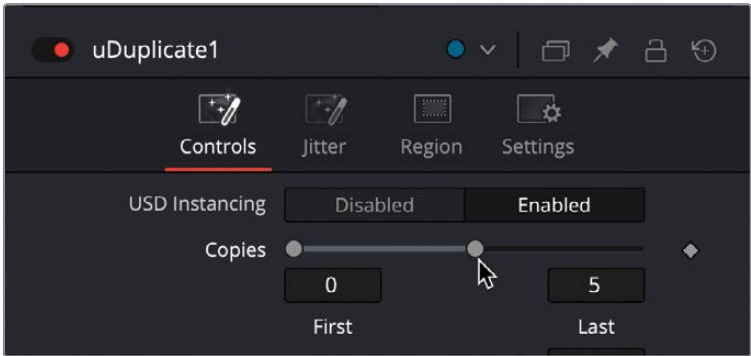 uDuplicate1
Controls Jitter Region Settings
USD Instancing Disabled Enabled
Copies
0 5
First Last